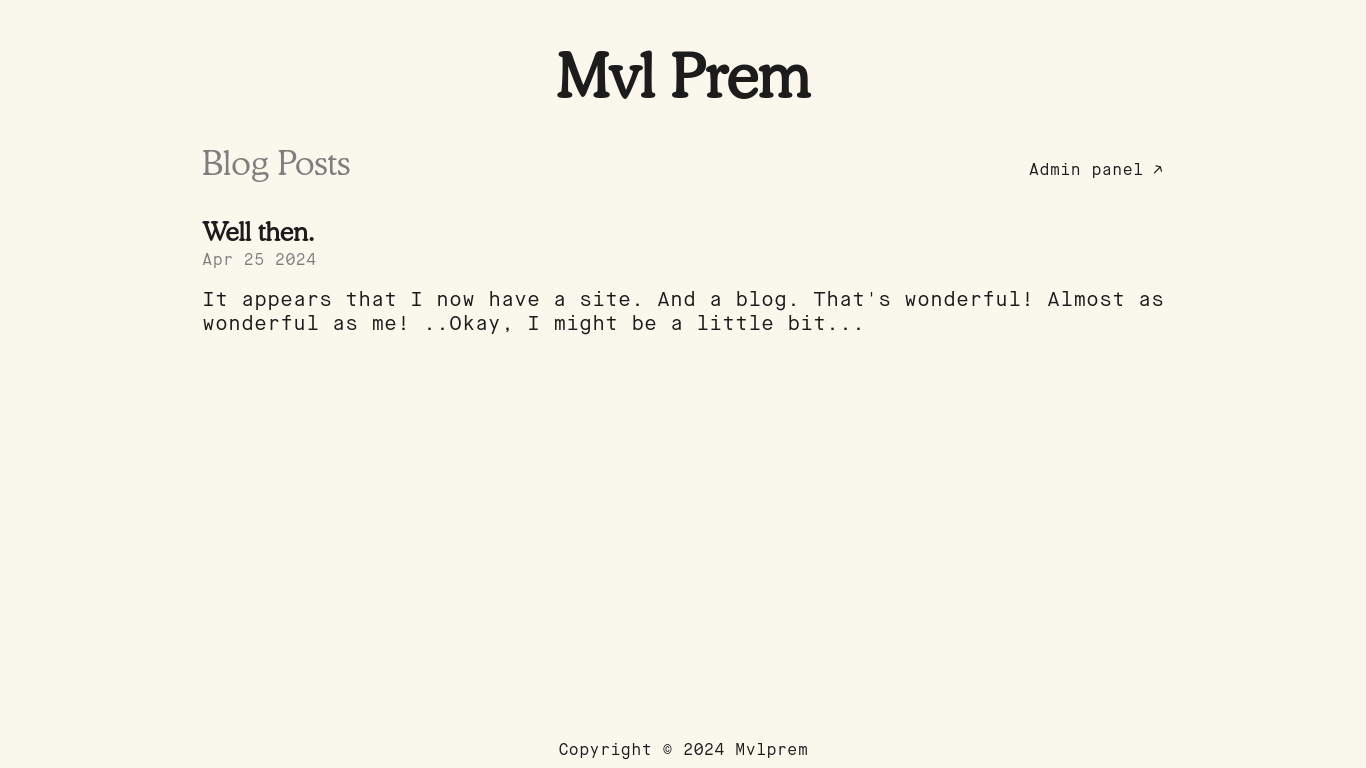 Mvl Prem
Blog Posts
Admin panel ↗
Well then.
Apr 25 2024
It appears that I now have a site. And a blog. That's wonderful! Almost as
wonderful as me! ..Okay, I might be a little bit...
Copyright © 2024 Mvlprem